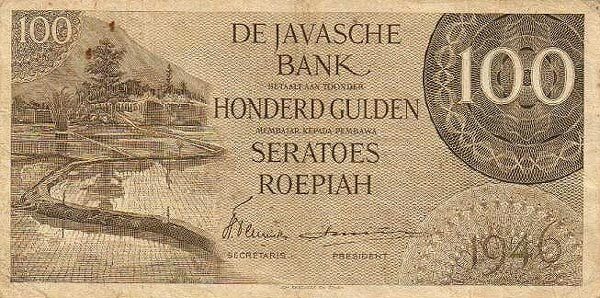 100
DE JAVASCHE
BANK
BETAALT AAN TOONDER
HONDERD GULDEN
MEMBAJAR KEPADA PEMBAWA
SERATOES
ROEPIAH
100
SECRETARIS
PRESIDENT
1946